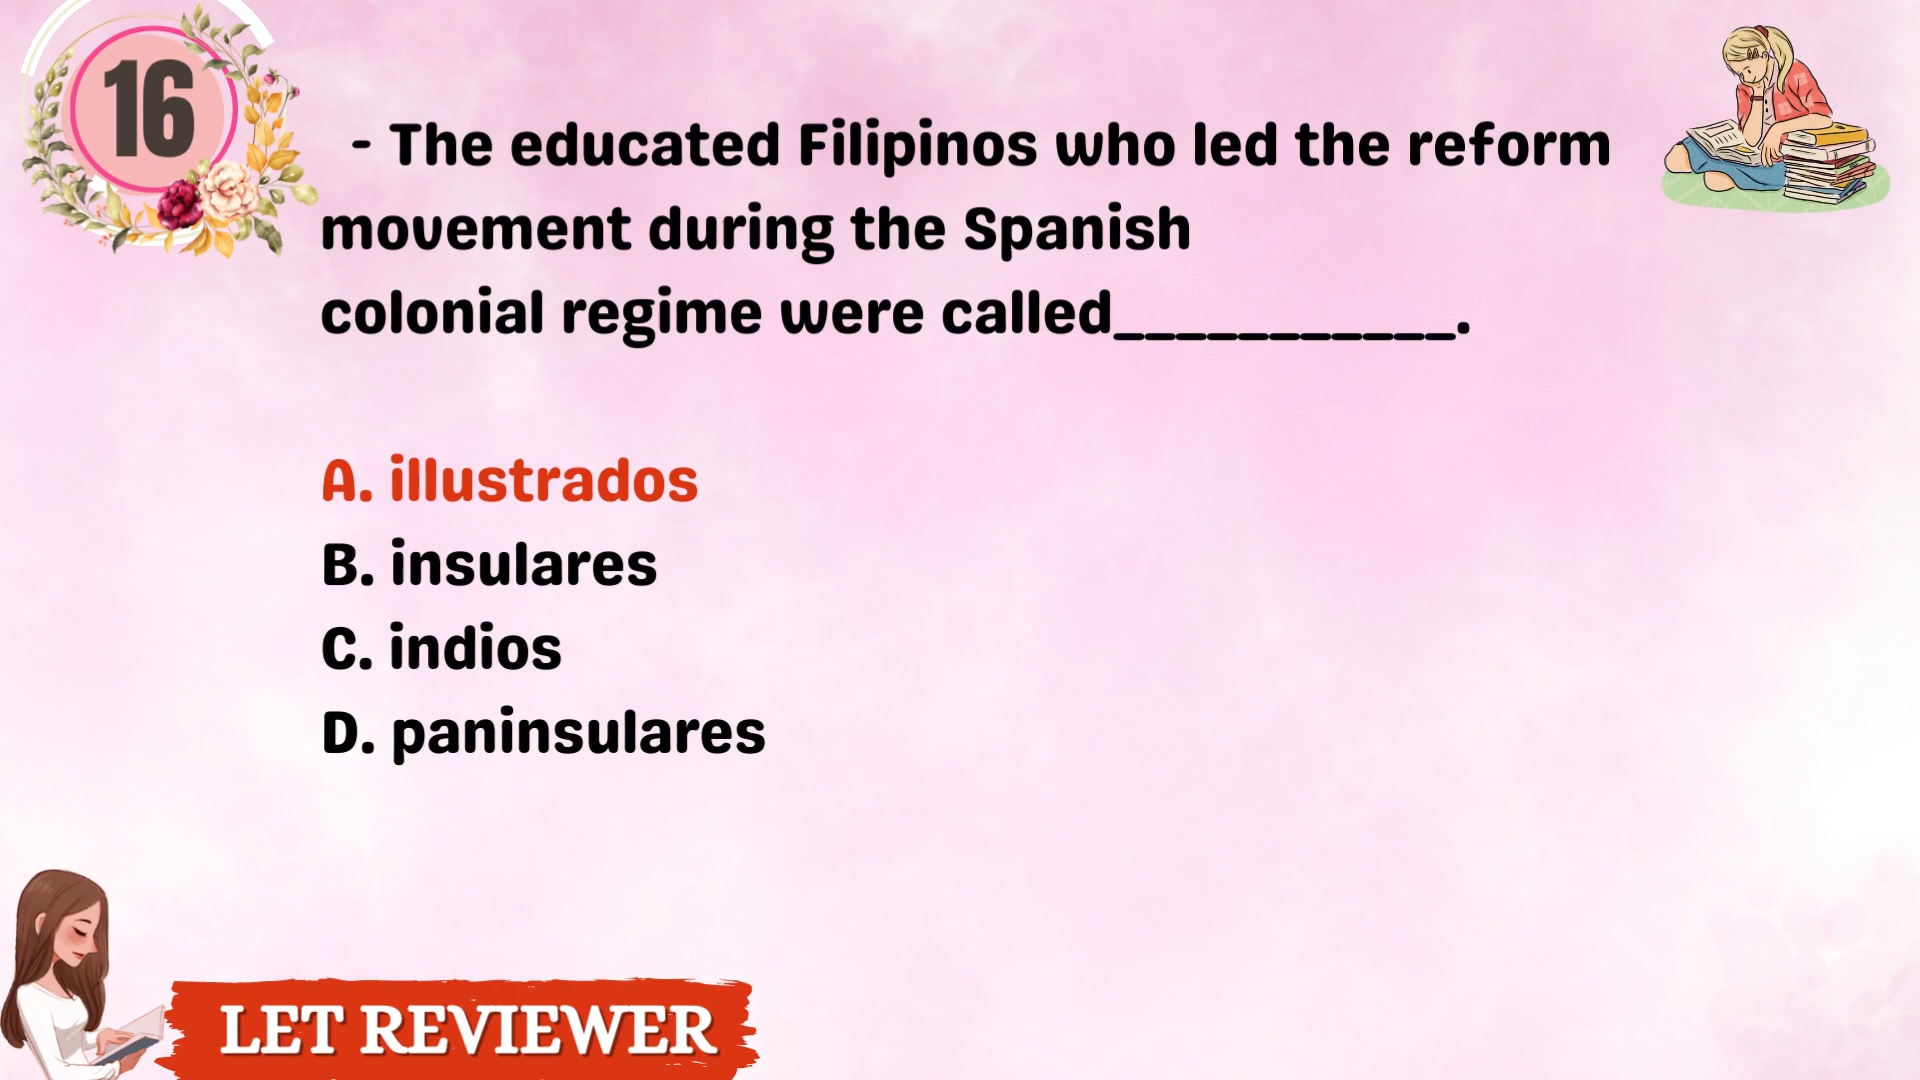 16
- The educated Filipinos who led the reform
movement during the Spanish
colonial regime were called___________.
A. illustrados
B. insulares
C. indios
D. paninsulares
LET REVIEWER